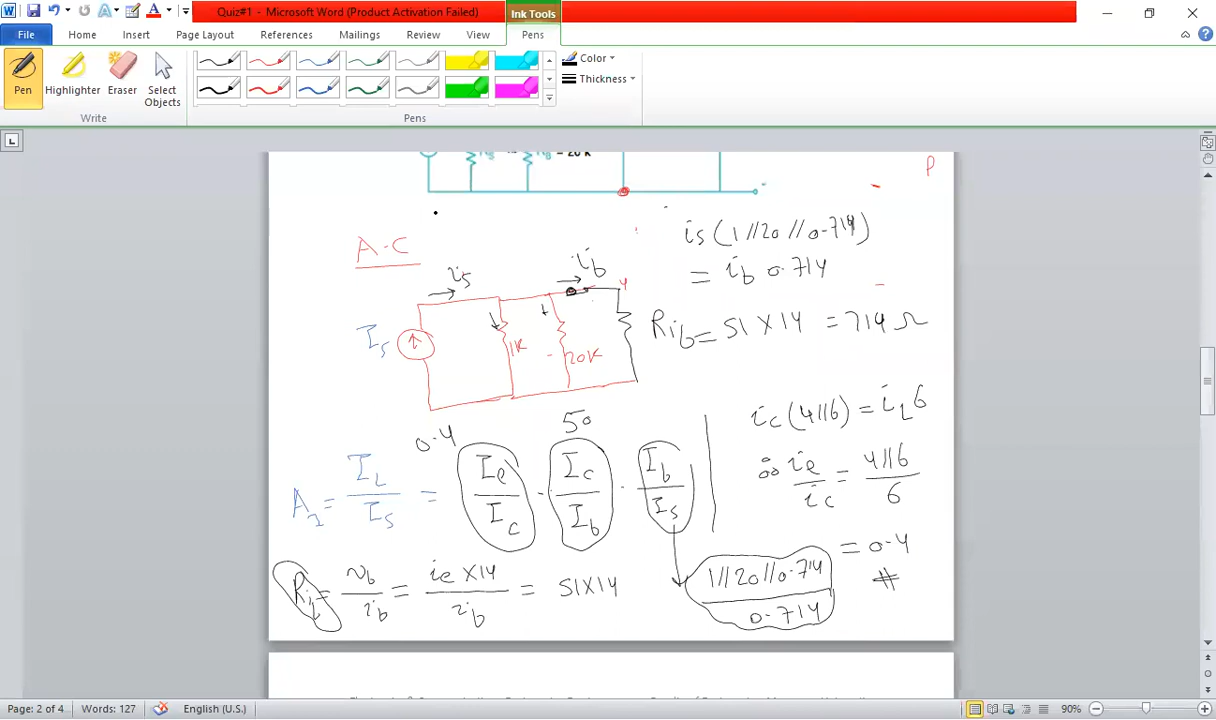 Quiz#1 - Microsoft Word (Product Activation Failed)
Ink Tools
File
Home
Insert
Page Layout
References
Mailings
Review
View
Pens
Pen
Highlighter
Eraser
Select Objects
Color
Thickness
Write
Pens
= 20 K
P
A-C
is
ib
Is
1K
20K
is (1//20//0.714)
= ib 0.714
Rib = 51 X 14 = 714 Ω
0.4
50
AI = IL/Is = Ie/Ic . Ic/Ib . Ib/Is
ic (4//6) = iL 6
∴ ie/ic = 4//6 / 6
= 0.4
#
Ri = vb/ib = ie X14/ib = 51X14
1//20//0.714 / 0.714
Page: 2 of 4
Words: 127
English (U.S.)
90%